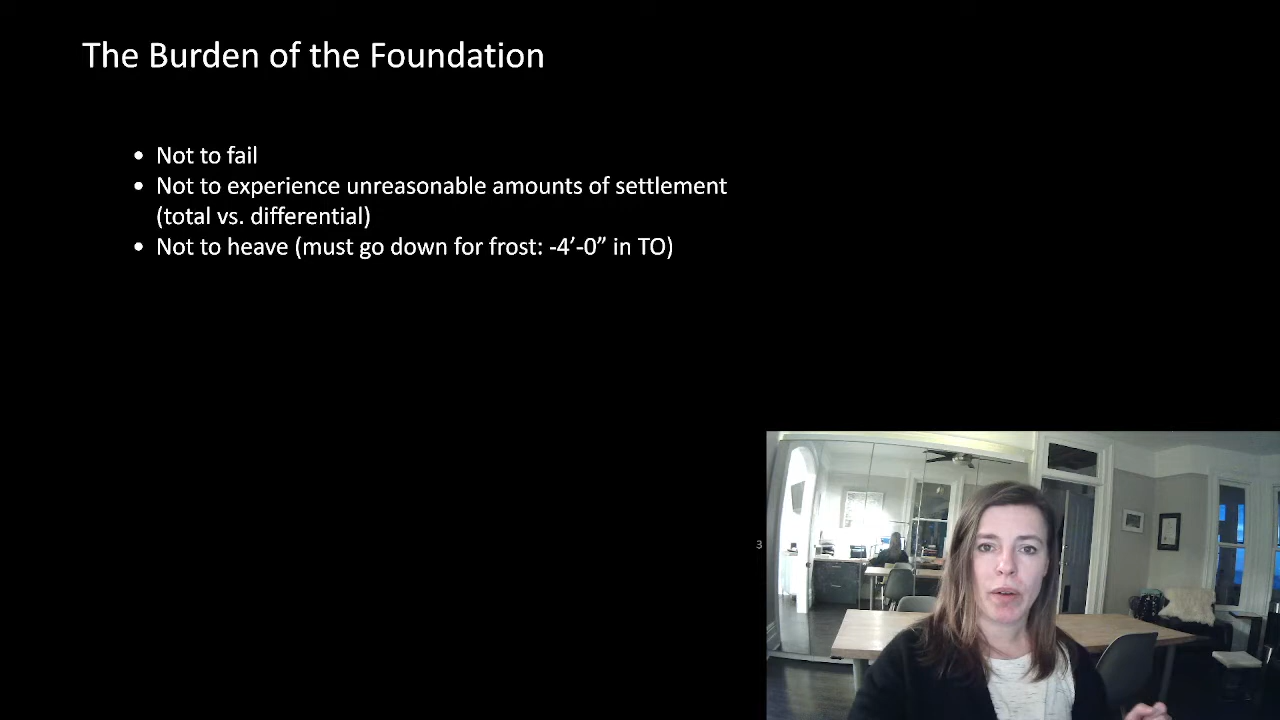 The Burden of the Foundation
• Not to fail
• Not to experience unreasonable amounts of settlement
(total vs. differential)
• Not to heave (must go down for frost: -4’-0” in TO)
3